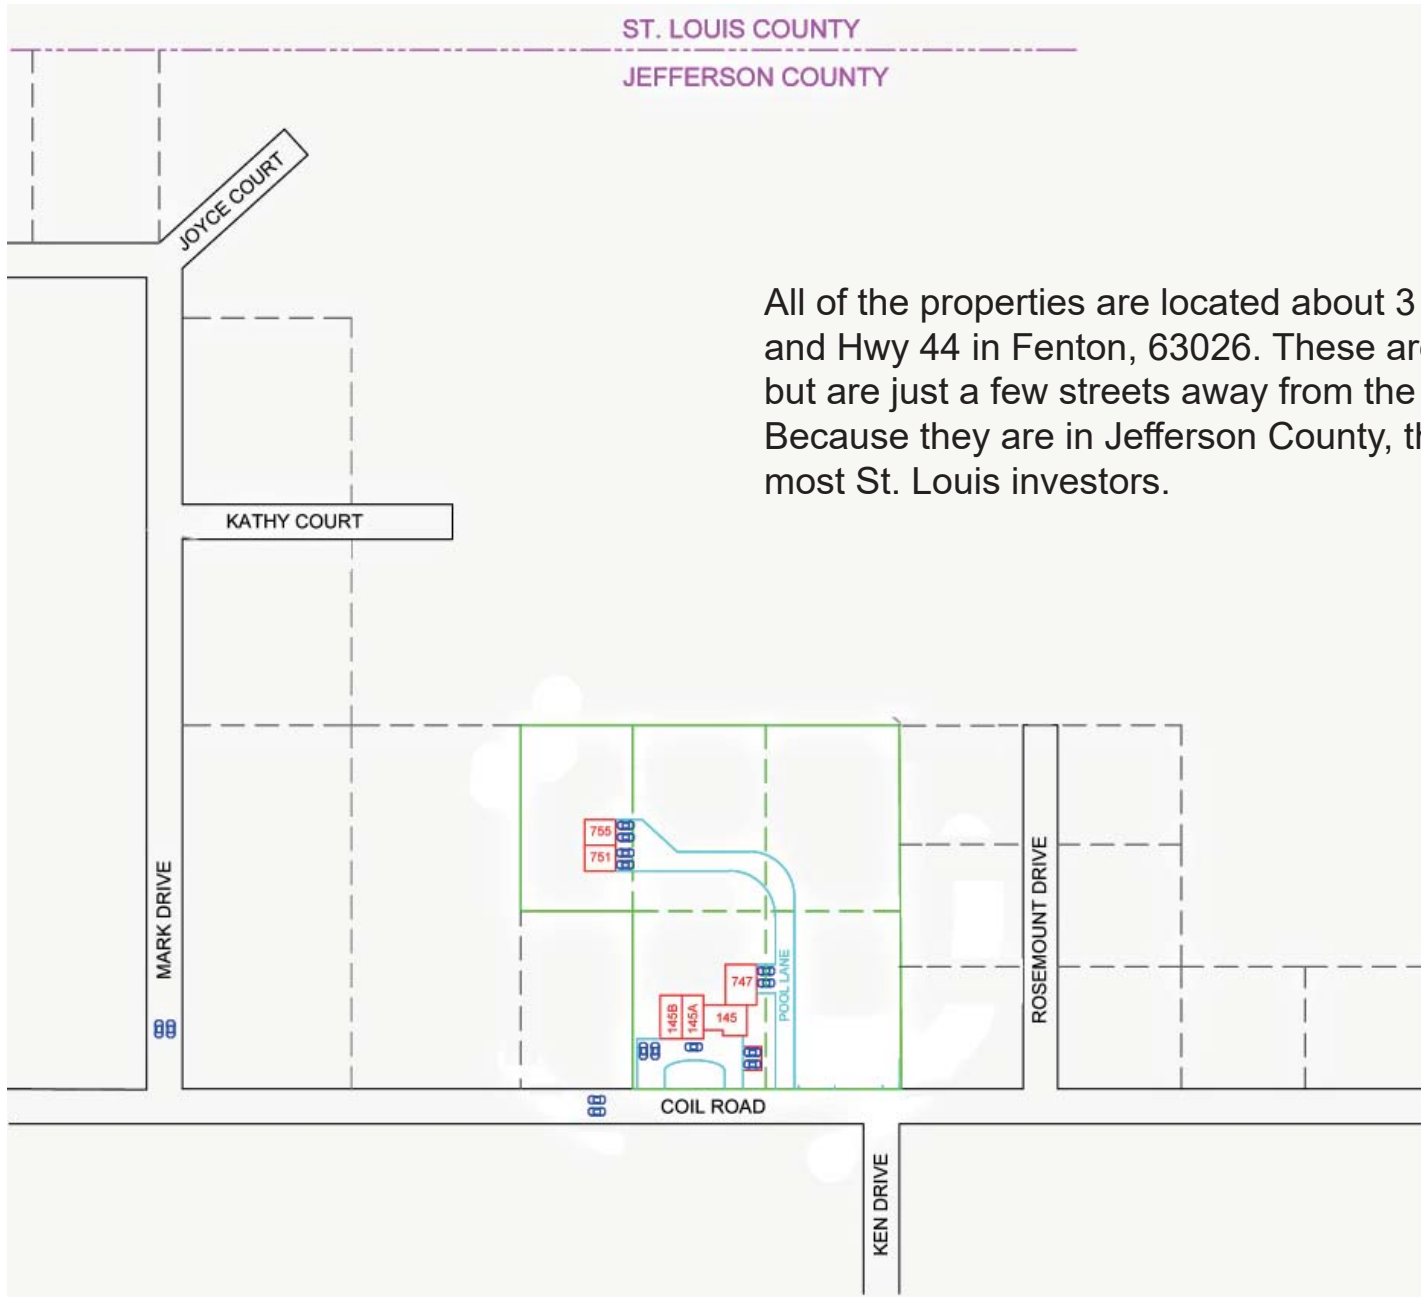 ST. LOUIS COUNTY
JEFFERSON COUNTY
JOYCE COURT
All of the properties are located about 3
and Hwy 44 in Fenton, 63026. These are
but are just a few streets away from the
Because they are in Jefferson County, th
most St. Louis investors.
KATHY COURT
MARK DRIVE
755
751
747
145B
145A
145
POOL LANE
ROSEMOUNT DRIVE
COIL ROAD
KEN DRIVE